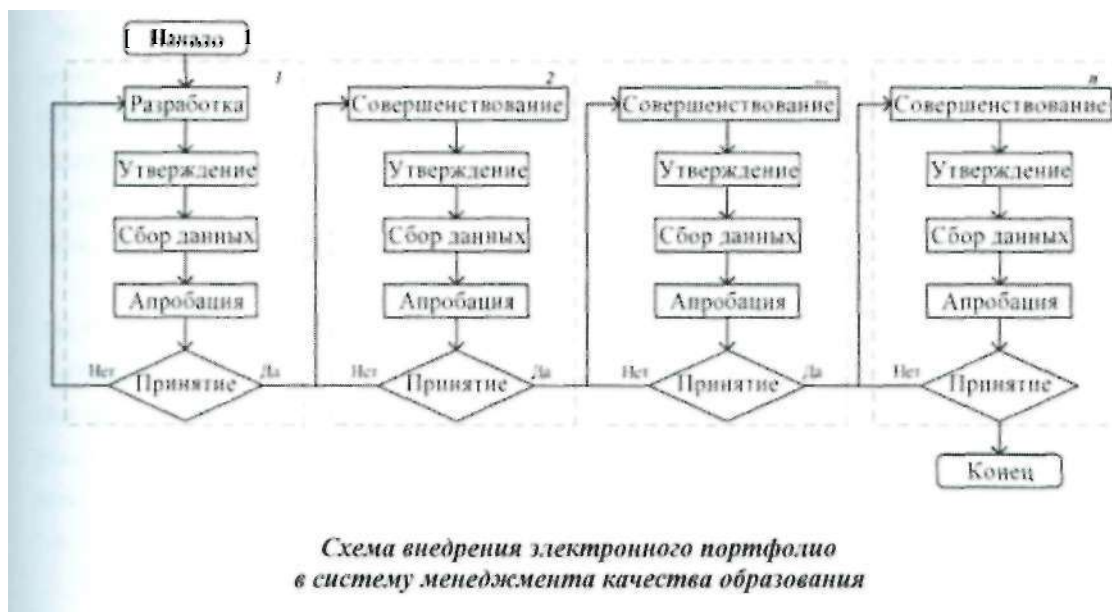 Начало
1
Разработка
Утверждение
Сбор данных
Апробация
Нет
Принятие
Да
2
Совершенствование
Утверждение
Сбор данных
Апробация
Нет
Принятие
Да
...
Совершенствование
Утверждение
Сбор данных
Апробация
Нет
Принятие
Да
n
Совершенствование
Утверждение
Сбор данных
Апробация
Нет
Принятие
Конец
Схема внедрения электронного портфолио
в систему менеджмента качества образования